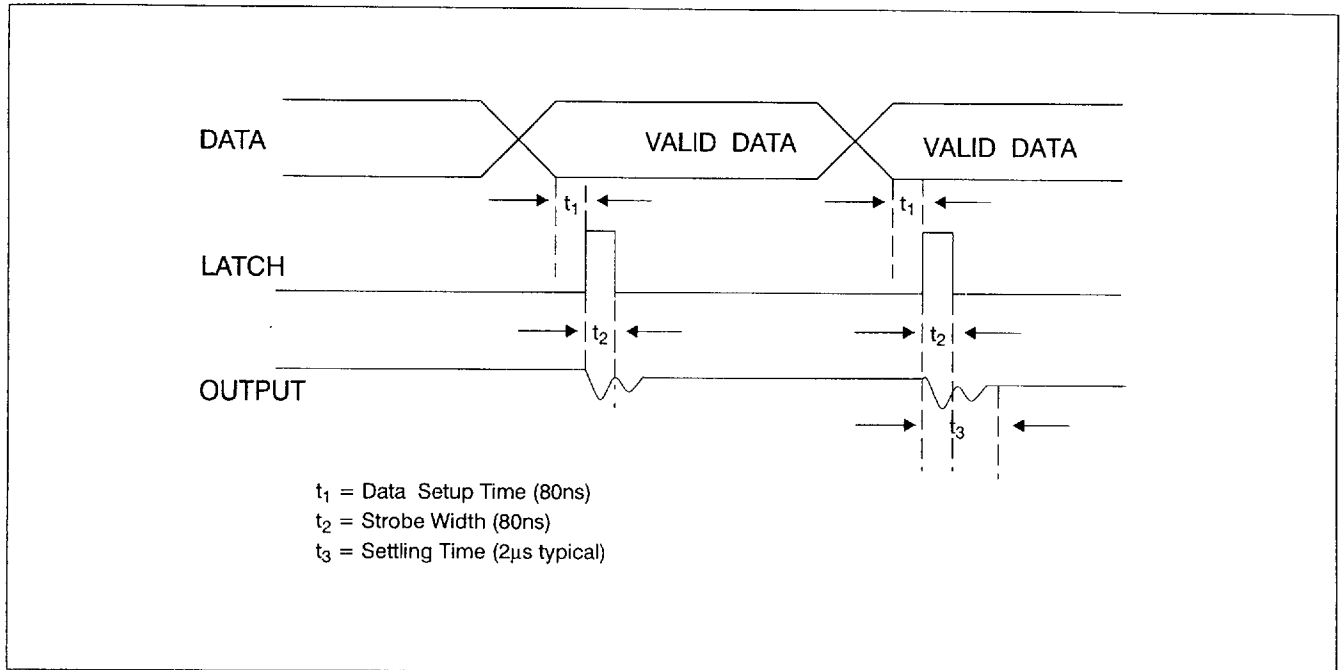 DATA
VALID DATA
VALID DATA
t₁
t₁
LATCH
t₂
t₂
OUTPUT
t₃
t₁ = Data Setup Time (80ns)
t₂ = Strobe Width (80ns)
t₃ = Settling Time (2μs typical)